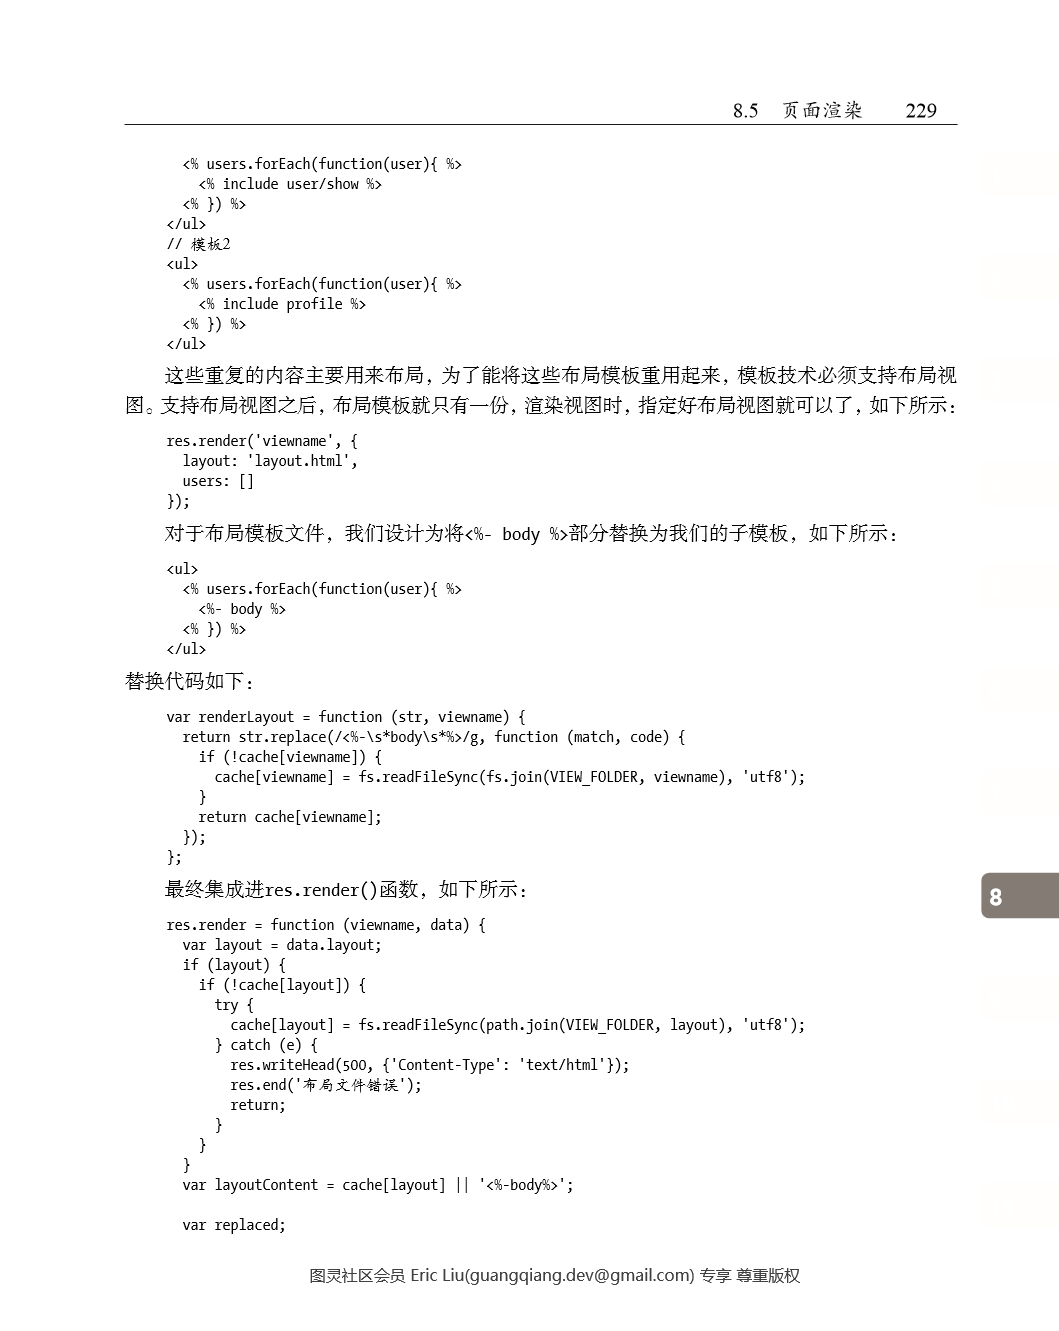 8.5 页面渲染 229
<% users.forEach(function(user){ %>
<% include user/show %>
<% }) %>
</ul>
// 模板2
<ul>
<% users.forEach(function(user){ %>
<% include profile %>
<% }) %>
</ul>
这些重复的内容主要用来布局，为了能将这些布局模板重用起来，模板技术必须支持布局视
图。支持布局视图之后，布局模板就只有一份，渲染视图时，指定好布局视图就可以了，如下所示：
res.render('viewname', {
layout: 'layout.html',
users: []
});
对于布局模板文件，我们设计为将<%- body %>部分替换为我们的子模板，如下所示：
<ul>
<% users.forEach(function(user){ %>
<%- body %>
<% }) %>
</ul>
替换代码如下：
var renderLayout = function (str, viewname) {
return str.replace(/<%-\s*body\s*%>/g, function (match, code) {
if (!cache[viewname]) {
cache[viewname] = fs.readFileSync(fs.join(VIEW_FOLDER, viewname), 'utf8');
}
return cache[viewname];
});
};
最终集成进res.render()函数，如下所示：
res.render = function (viewname, data) {
var layout = data.layout;
if (layout) {
if (!cache[layout]) {
try {
cache[layout] = fs.readFileSync(path.join(VIEW_FOLDER, layout), 'utf8');
} catch (e) {
res.writeHead(500, {'Content-Type': 'text/html'});
res.end('布局文件错误');
return;
}
}
}
var layoutContent = cache[layout] || '<%-body%>';
var replaced;
8
图灵社区会员 Eric Liu(guangqiang.dev@gmail.com) 专享 尊重版权